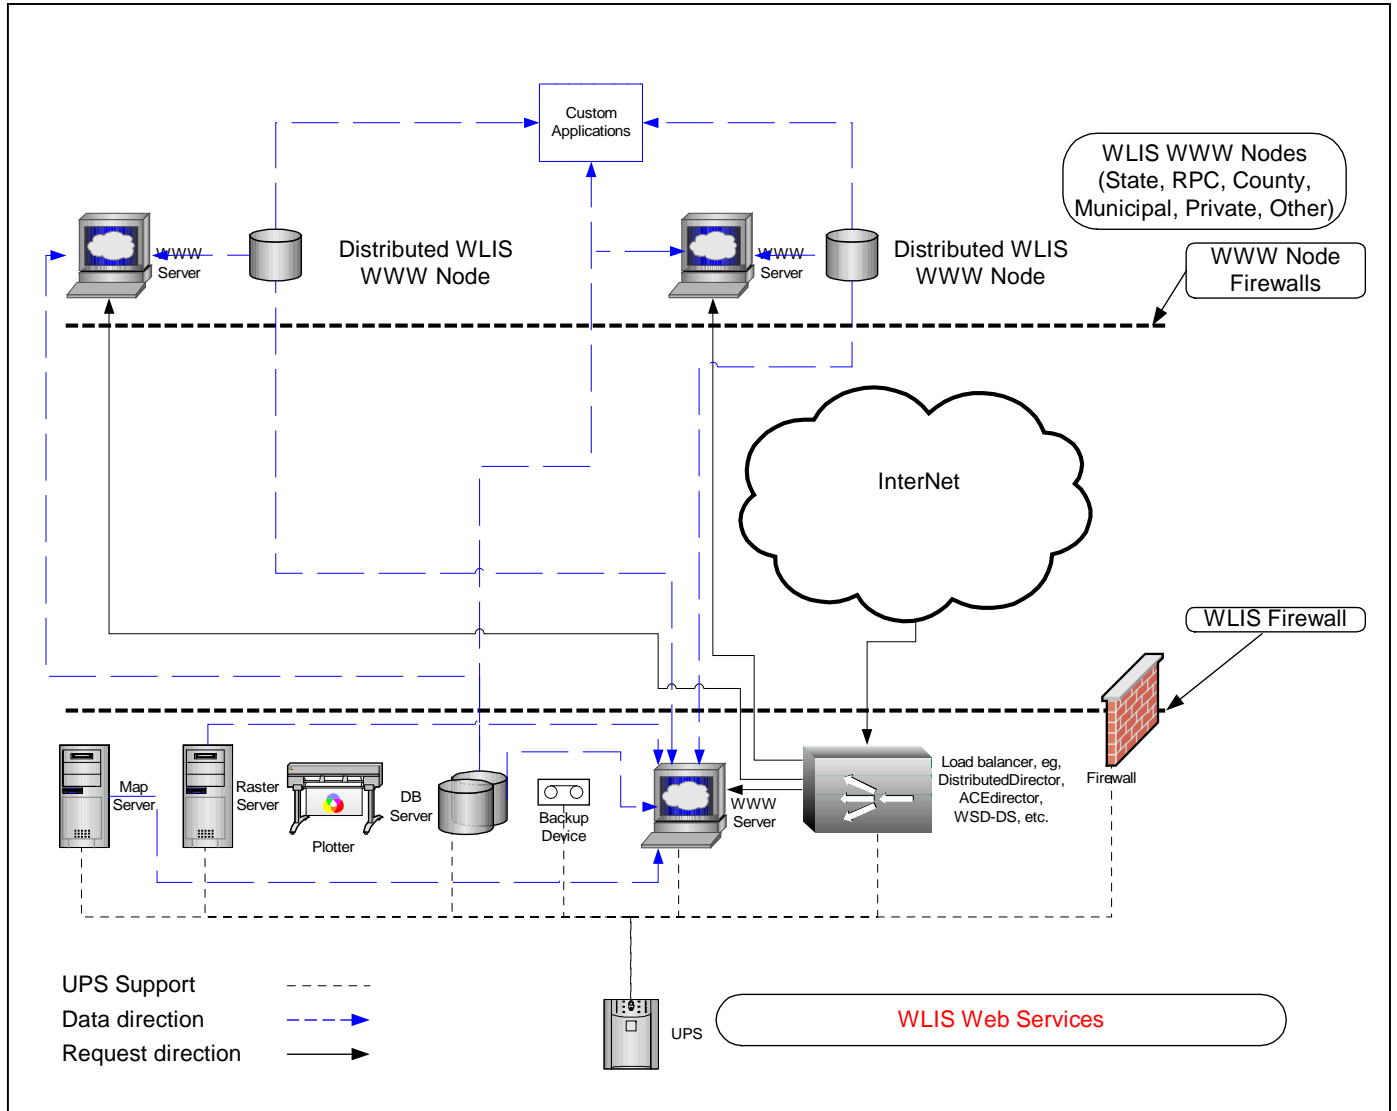 Custom
Applications
WLIS WWW Nodes
(State, RPC, County,
Municipal, Private, Other)
WWW
Server
Distributed WLIS
WWW Node
WWW
Server
Distributed WLIS
WWW Node
WWW Node
Firewalls
InterNet
WLIS Firewall
Map
Server
Raster
Server
Plotter
DB
Server
Backup
Device
WWW
Server
Load balancer, eg,
DistributedDirector,
ACEdirector,
WSD-DS, etc.
Firewall
UPS Support
Data direction
Request direction
UPS
WLIS Web Services